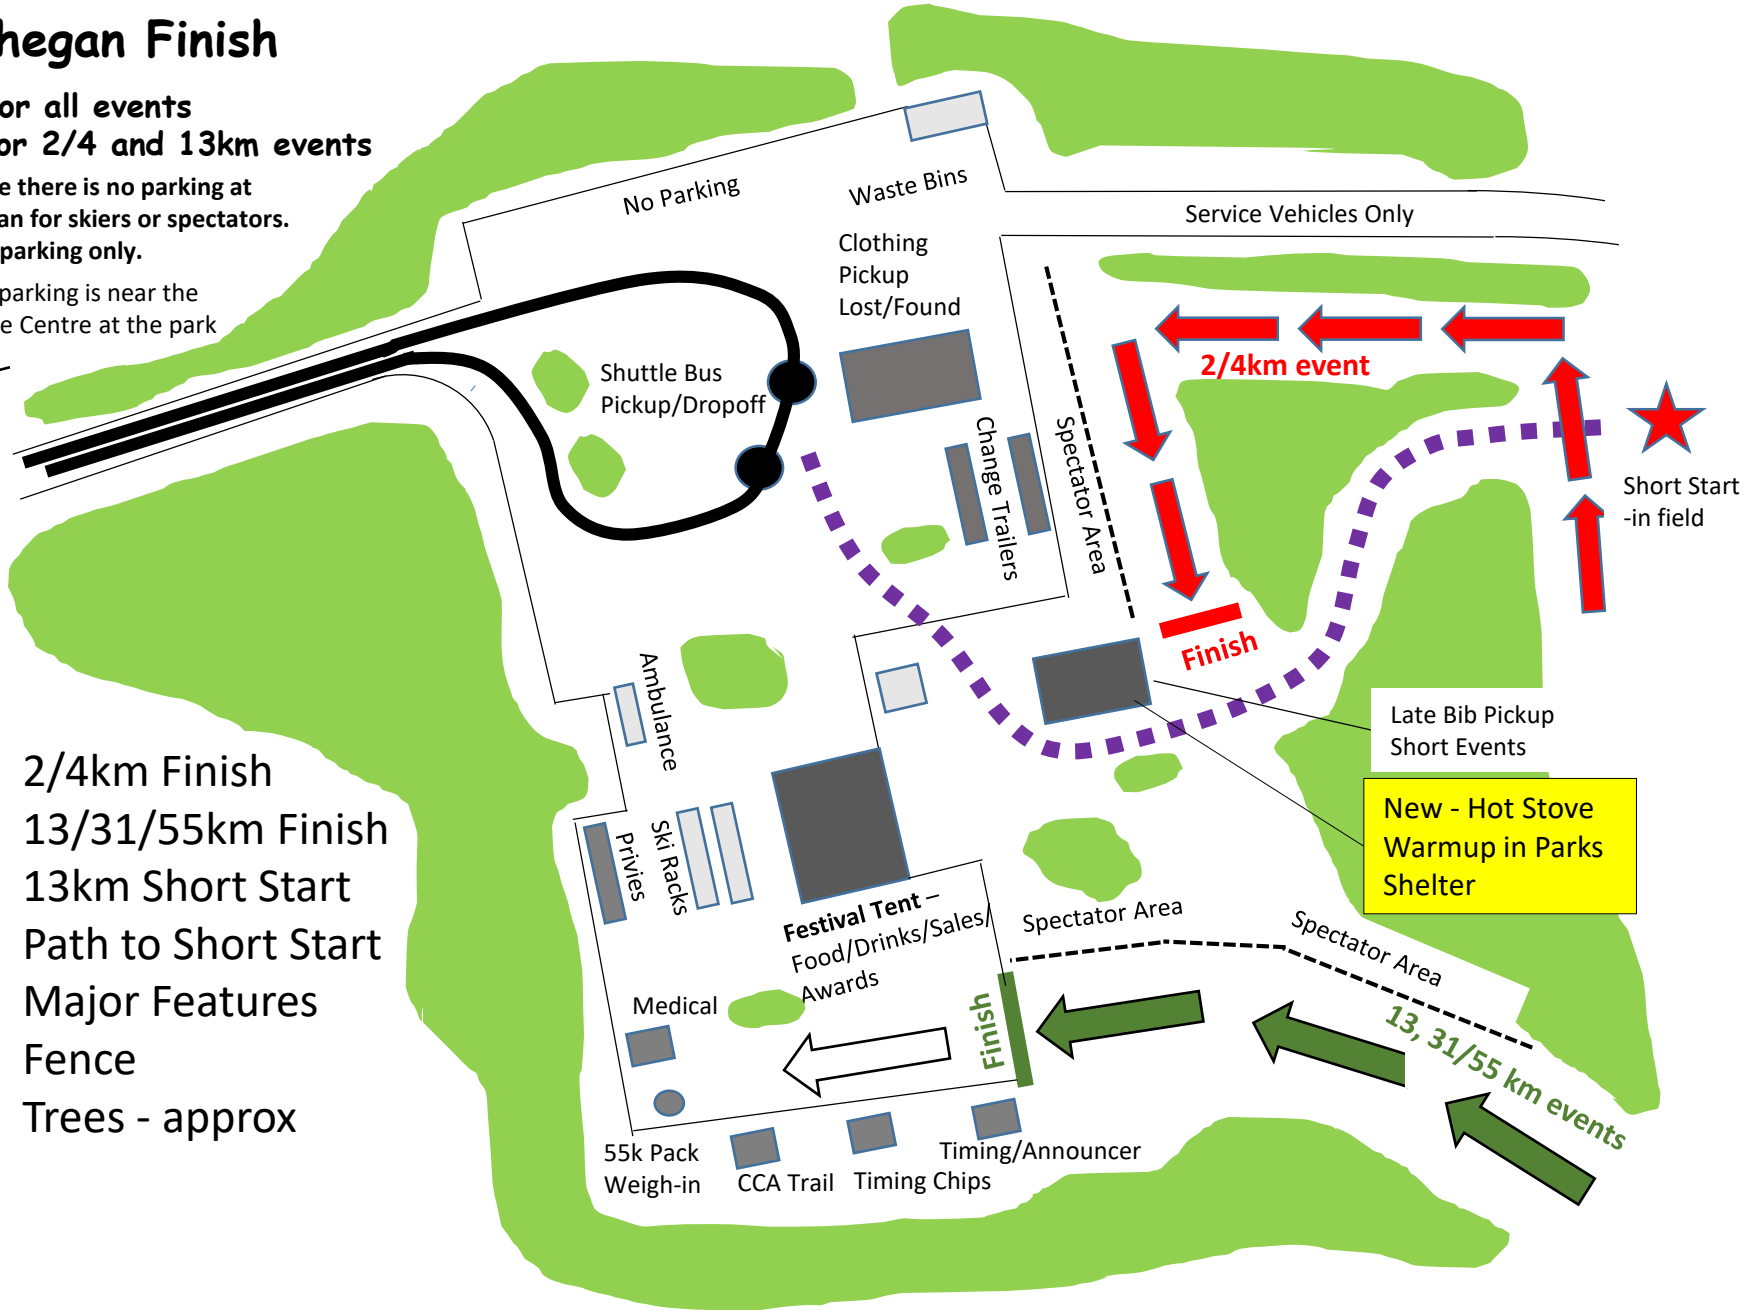 hegan Finish
or all events
or 2/4 and 13km events
e there is no parking at
an for skiers or spectators.
parking only.
parking is near the
e Centre at the park
No Parking
Waste Bins
Service Vehicles Only
Clothing
Pickup
Lost/Found
Shuttle Bus
Pickup/Dropoff
Change Trailers
Spectator Area
2/4km event
Short Start
-in field
Finish
Ambulance
Late Bib Pickup
Short Events
New - Hot Stove
Warmup in Parks
Shelter
2/4km Finish
13/31/55km Finish
13km Short Start
Path to Short Start
Major Features
Fence
Trees - approx
Privies
Ski Racks
Festival Tent –
Food/Drinks/Sales/
Awards
Spectator Area
Spectator Area
Medical
Finish
13, 31/55 km events
55k Pack
Weigh-in
CCA Trail
Timing Chips
Timing/Announcer